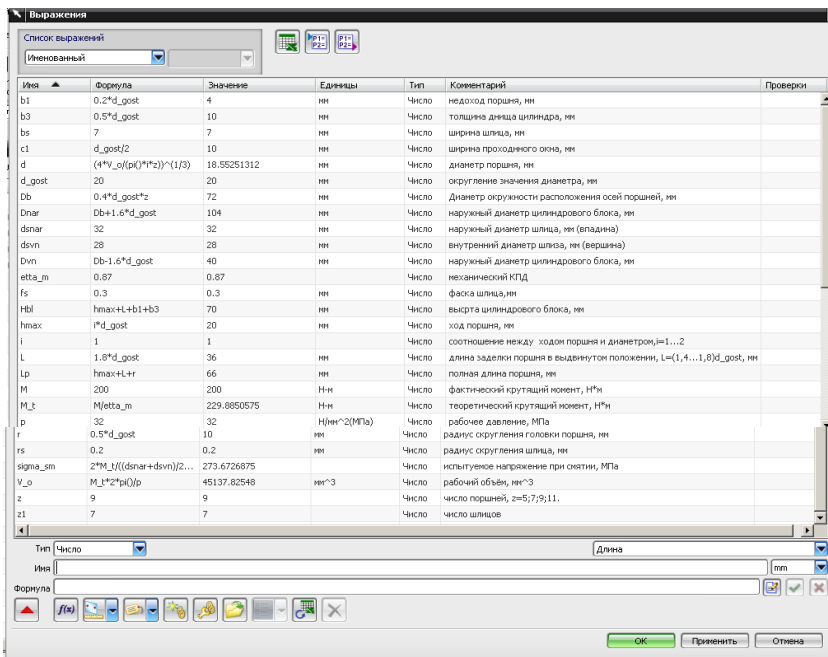 Выражения
Список выражений
Именованный
P1= P2= P1= P2=
Имя Формула Значение Единицы Тип Комментарий Проверки
b1 0.2*d_gost 4 мм Число недоход поршня, мм
b3 0.5*d_gost 10 мм Число толщина днища цилиндра, мм
bs 7 7 мм Число ширина шлица, мм
c1 d_gost/2 10 мм Число ширина проходнного окна, мм
d (4*V_o/(pi()*i*z))^(1/3) 18.55251312 мм Число диаметр поршня, мм
d_gost 20 20 мм Число округление значения диаметра, мм
Db 0.4*d_gost*z 72 мм Число Диаметр окружности расположения осей поршней, мм
Dnar Db+1.6*d_gost 104 мм Число наружный диаметр цилиндрового блока, мм
dsnar 32 32 мм Число наружный диаметр шлица, мм (впадина)
dsvn 28 28 мм Число внутренний диаметр шлиза, мм (вершина)
Dvn Db-1.6*d_gost 40 мм Число наружный диаметр цилиндрового блока, мм
etta_m 0.87 0.87 Число механический КПД
fs 0.3 0.3 мм Число фаска шлица,мм
Hbl hmax+L+b1+b3 70 мм Число высрта цилиндрового блока, мм
hmax i*d_gost 20 мм Число ход поршня, мм
i 1 1 Число соотношение между ходом поршня и диаметром,i=1...2
L 1.8*d_gost 36 мм Число длина заделки поршня в выдвинутом положении, L=(1,4...1,8)d_gost, мм
Lp hmax+L+r 66 мм Число полная длина поршня, мм
M 200 200 Н-м Число фактический крутящий момент, Н*м
M_t M/etta_m 229.8850575 Н-м Число теоретический крутящий момент, Н*м
p 32 32 Н/мм^2(МПа) Число рабочее давление, МПа
r 0.5*d_gost 10 мм Число радиус скругления головки поршня, мм
rs 0.2 0.2 мм Число радиус скругления шлица, мм
sigma_sm 2*M_t/((dsnar+dsvn)/2... 273.6726875 Число испытуемое напряжение при смятии, МПа
V_o M_t*2*pi()/p 45137.82548 мм^3 Число рабочий объём, мм^3
z 9 9 Число число поршней, z=5;7;9;11.
z1 7 7 Число число шлицов
Тип Число Длина
Имя mm
Формула
f(x)
ОК Применить Отмена